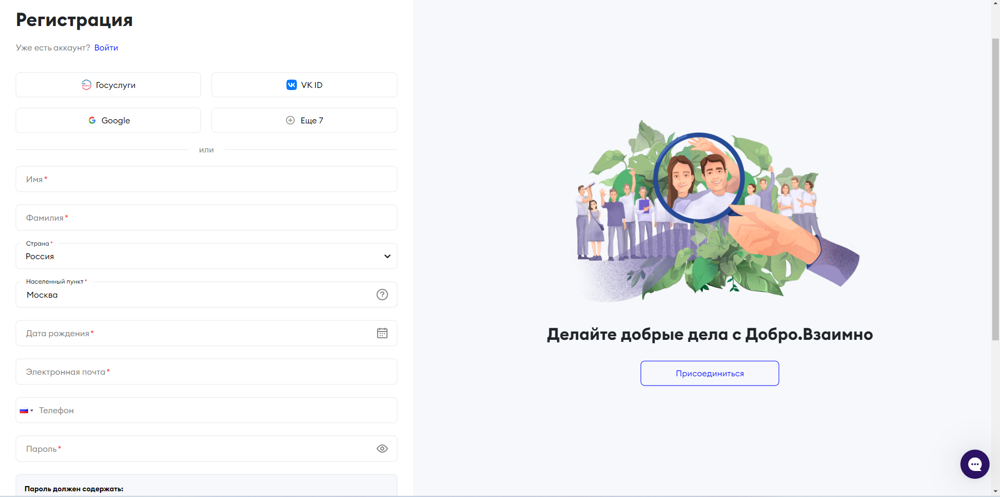 Регистрация
Уже есть аккаунт? Войти
Госуслуги
VK ID
Google
Еще 7
или
Имя*
Фамилия*
Страна*
Россия
Населенный пункт*
Москва
Дата рождения*
Электронная почта*
Телефон
Пароль*
Пароль должен содержать:
Делайте добрые дела с Добро.Взаимно
Присоединиться